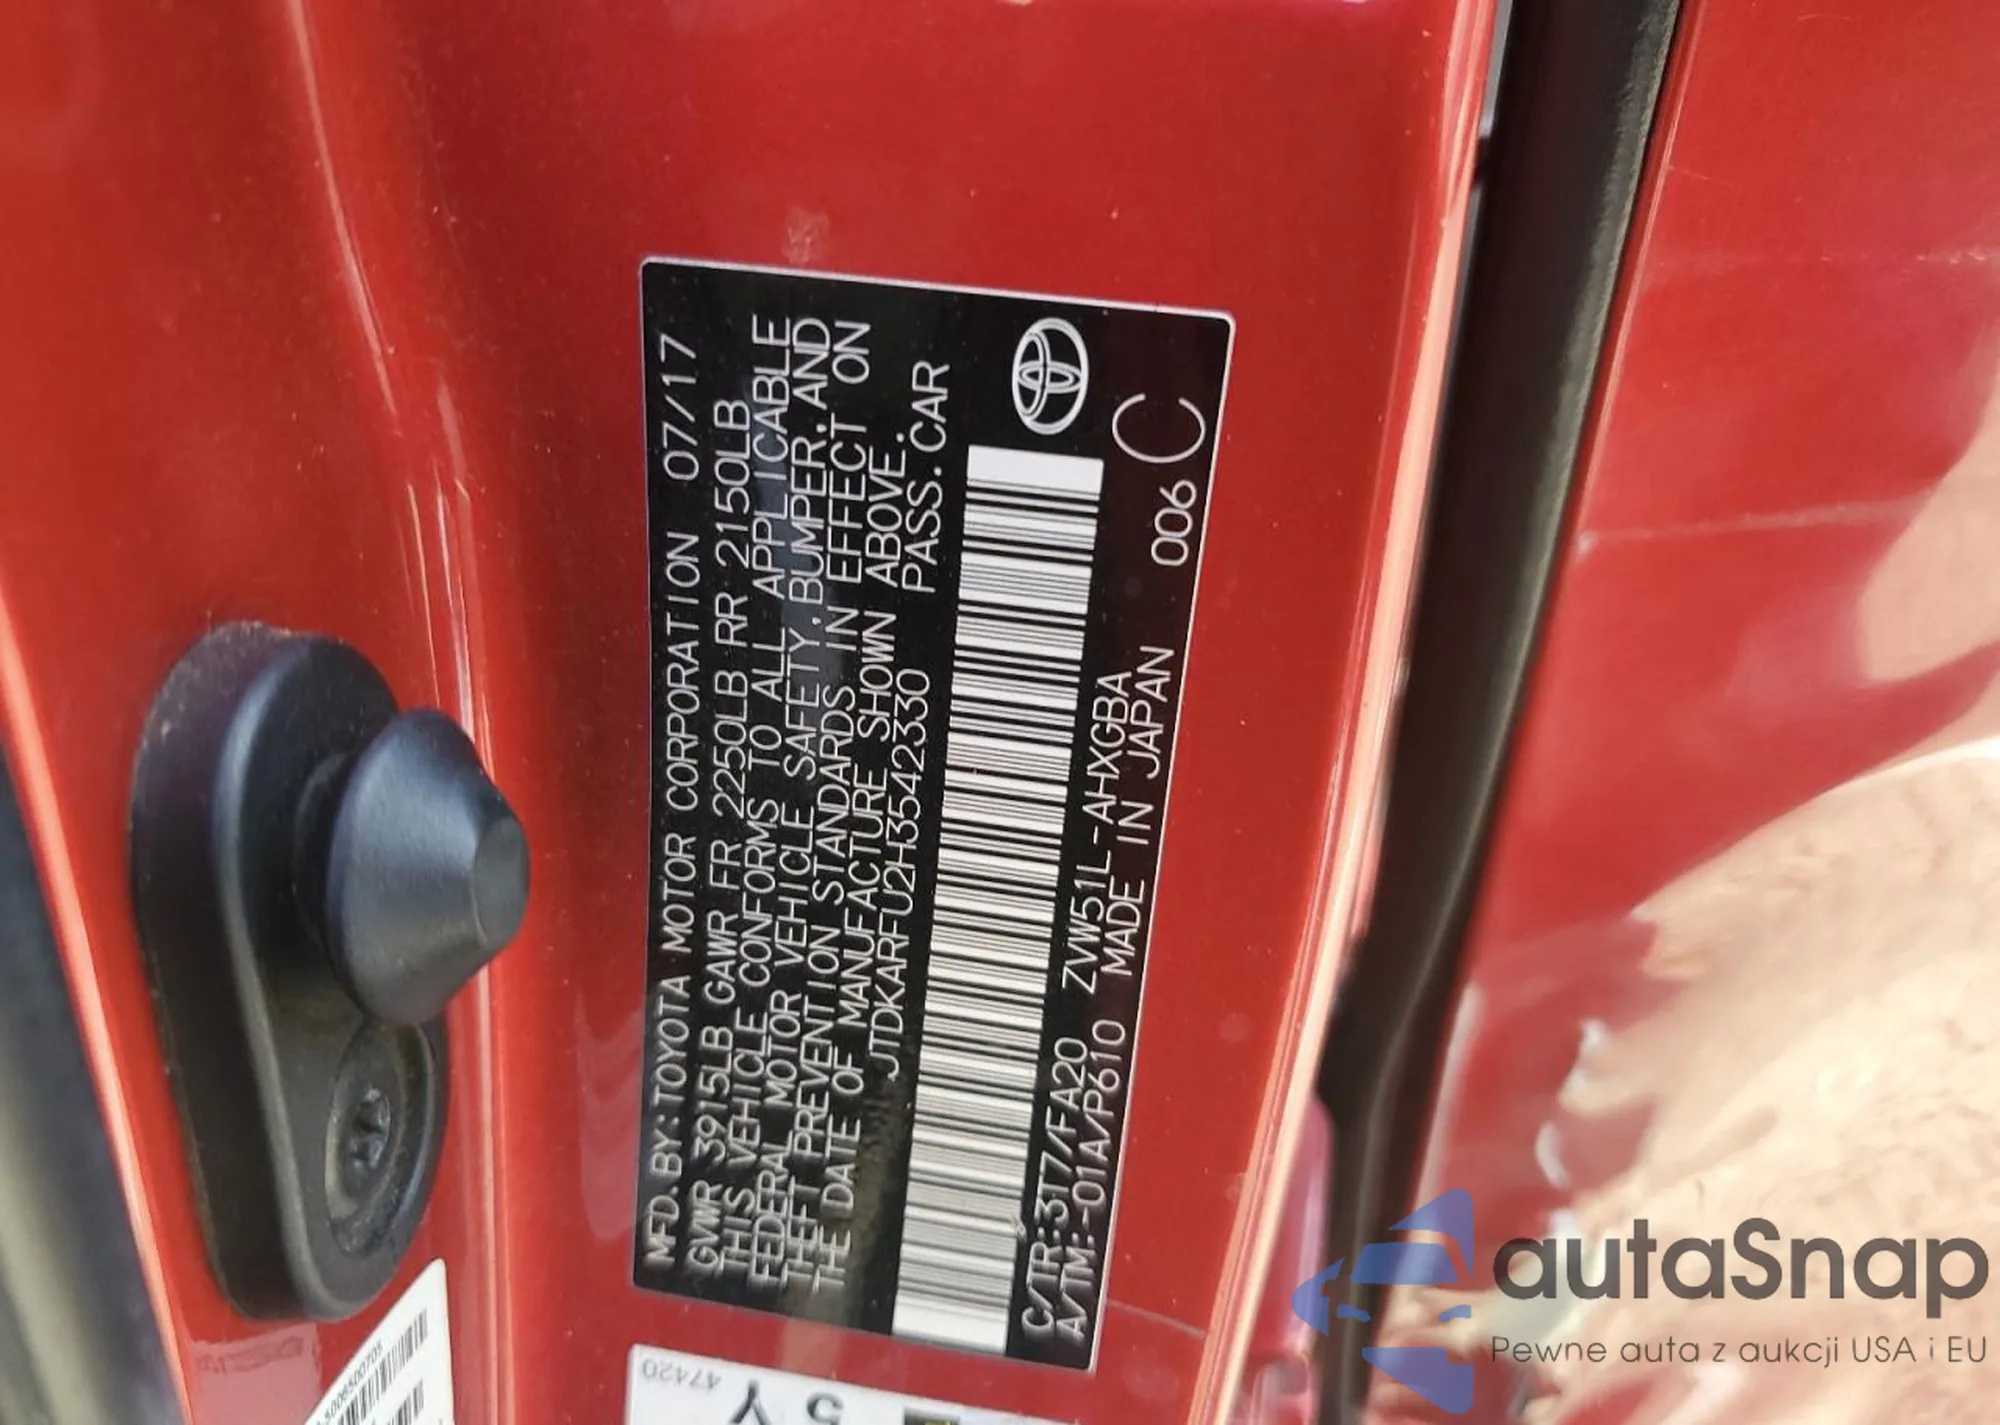 MFD.BY:TOYOTA MOTOR CORPORATION 07/17
GVWR 3915LB GAWR FR 2250LB RR 2150LB
THIS VEHICLE CONFORMS TO ALL APPLICABLE
FEDERAL MOTOR VEHICLE SAFETY,BUMPER,AND
THEFT PREVENTION STANDARDS IN EFFECT ON
THE DATE OF MANUFACTURE SHOWN ABOVE.
JTDKARFU2H3542330 PASS.CAR
C/TR:3T7/FA20 ZVW51L-AHXGBA
A/TM:-01A/P610 MADE IN JAPAN 006 C
47420
5 Y
autaSnap
Pewne auta z aukcji USA i EU